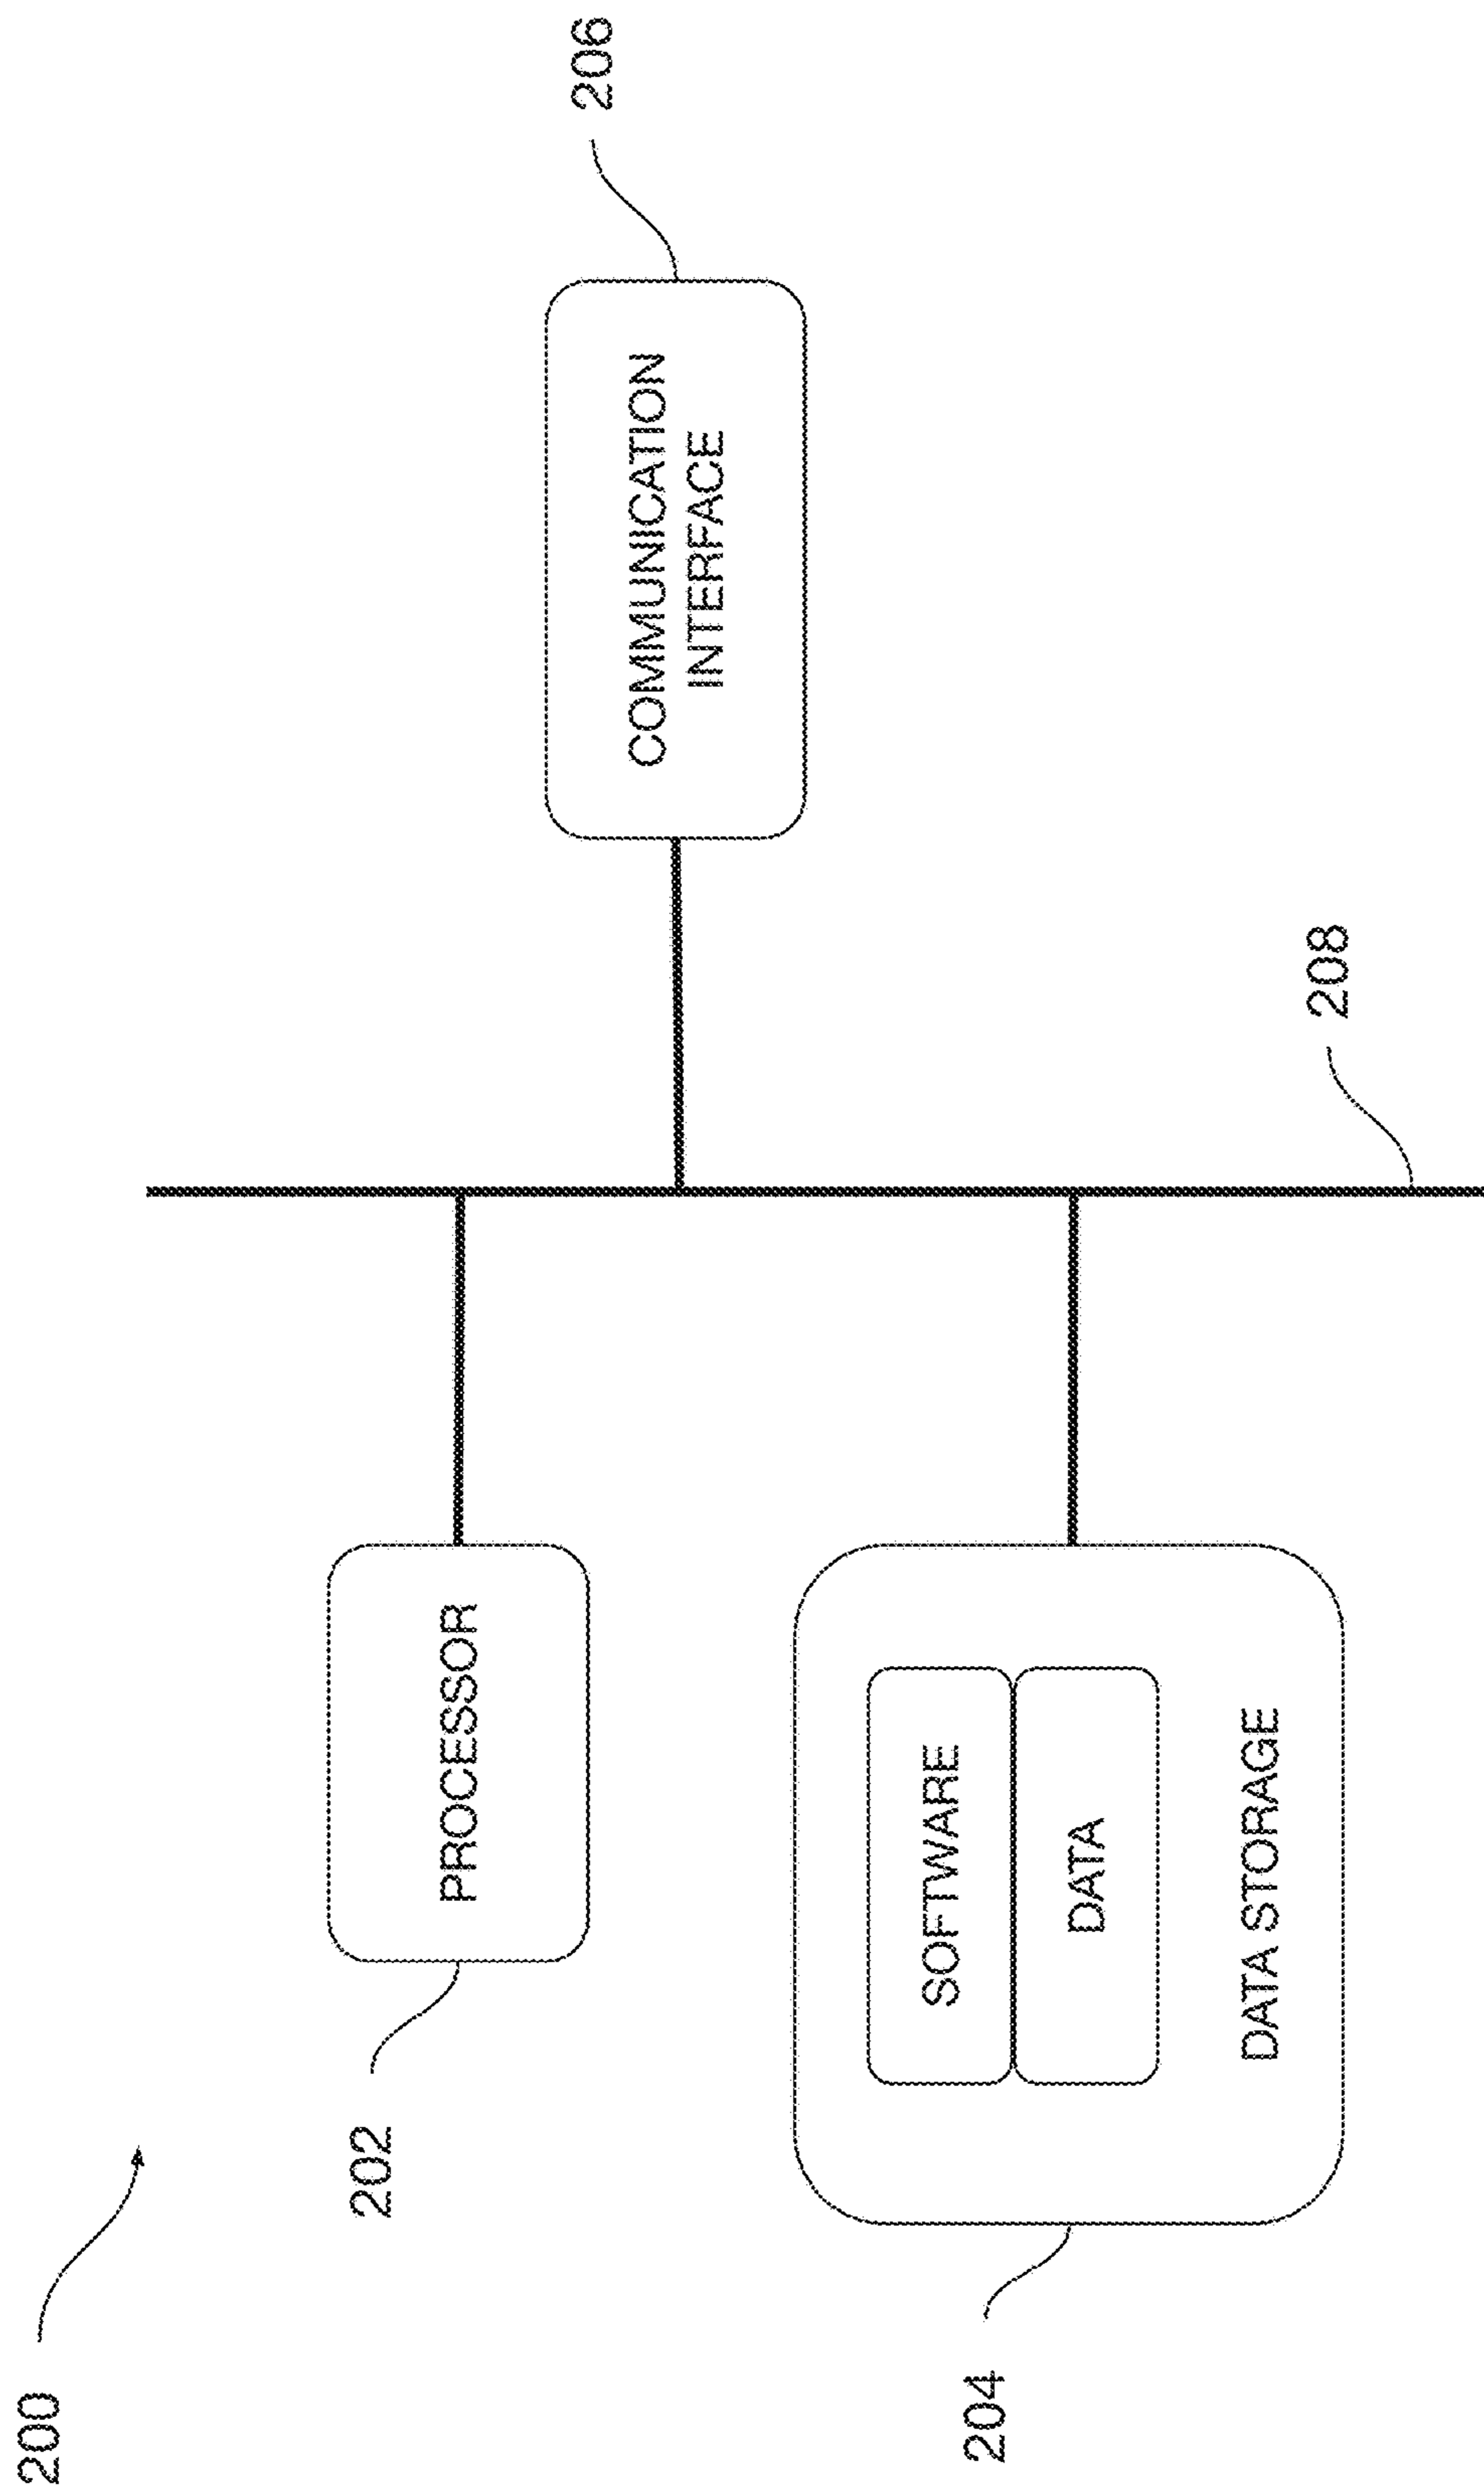 200
202
PROCESSOR
206
COMMUNICATION
INTERFACE
204
SOFTWARE
DATA
DATA STORAGE
208